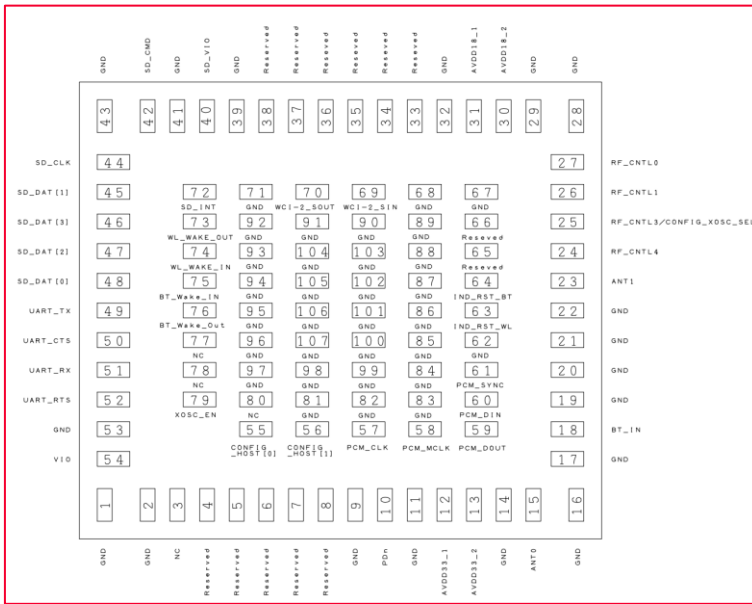 GND SD_CMD GND SD_VIO GND Reserved Reserved Reseved Reseved Reseved Reseved GND AVDD18_1 AVDD18_2 GND GND
43 42 41 40 39 38 37 36 35 34 33 32 31 30 29 28
SD_CLK 44 27 RF_CNTL0
SD_DAT[1] 45 72 71 70 69 68 67 26 RF_CNTL1
SD_INT GND WCI-2_SOUT WCI-2_SIN GND GND
SD_DAT[3] 46 73 92 91 90 89 66 25 RF_CNTL3/CONFIG_XOSC_SEL
WL_WAKE_OUT GND GND GND GND Reseved
SD_DAT[2] 47 74 93 104 103 88 65 24 RF_CNTL4
WL_WAKE_IN GND GND GND GND Reseved
SD_DAT[0] 48 75 94 105 102 87 64 23 ANT1
BT_Wake_IN GND GND GND GND IND_RST_BT
UART_TX 49 76 95 106 101 86 63 22 GND
BT_Wake_Out GND GND GND GND IND_RST_WL
UART_CTS 50 77 96 107 100 85 62 21 GND
NC GND GND GND GND GND
UART_RX 51 78 97 98 99 84 61 20 GND
NC GND GND GND GND PCM_SYNC
UART_RTS 52 79 80 81 82 83 60 19 GND
XOSC_EN NC GND GND GND PCM_DIN
GND 53 55 56 57 58 59 18 BT_IN
CONFIG CONFIG PCM_CLK PCM_MCLK PCM_DOUT
_HOST[0] _HOST[1]
VIO 54 17 GND
1 2 3 4 5 6 7 8 9 10 11 12 13 14 15 16
GND GND NC Reserved Reserved Reserved Reserved Reserved GND PDn GND AVDD33_1 AVDD33_2 GND ANT0 GND